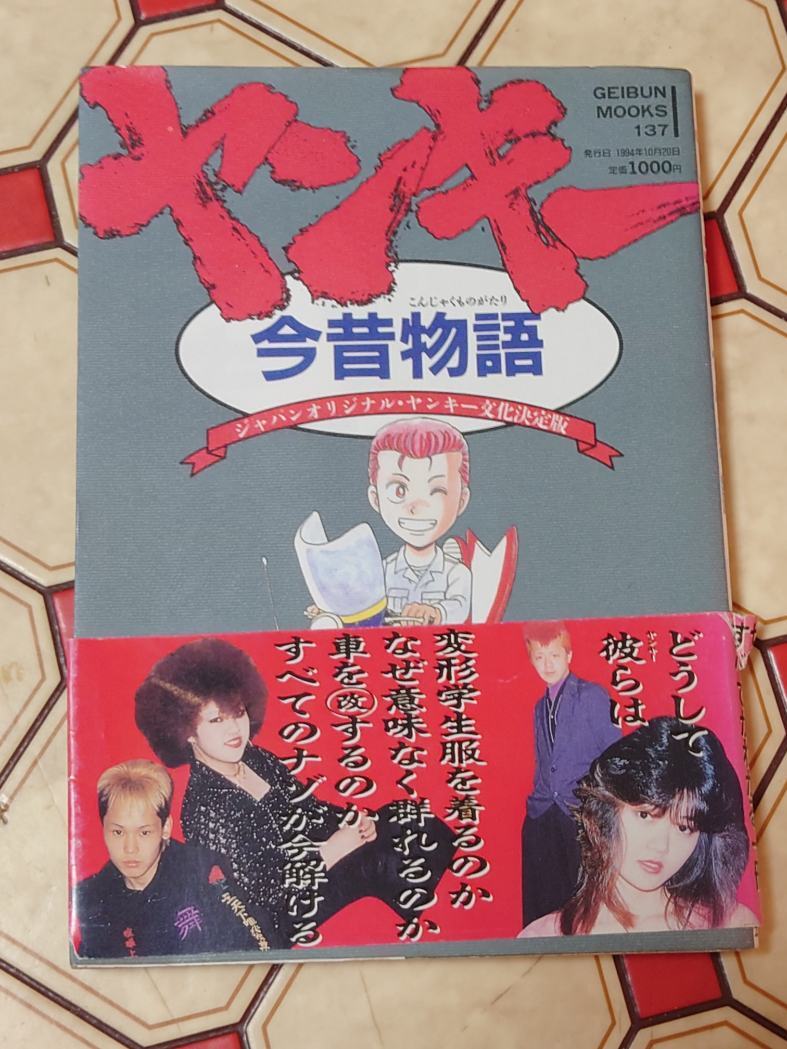 ヤンキー
GEIBUN
MOOKS
137
発行日 1994年10月20日
定価1000円
こんじゃくものがたり
今昔物語
ジャパンオリジナル・ヤンキー文化決定版
どうして
ヤンキー
彼らは
変形学生服を着るのか
なぜ意味なく群れるのか
車を改するのか
すべてのナゾが今解ける
舞